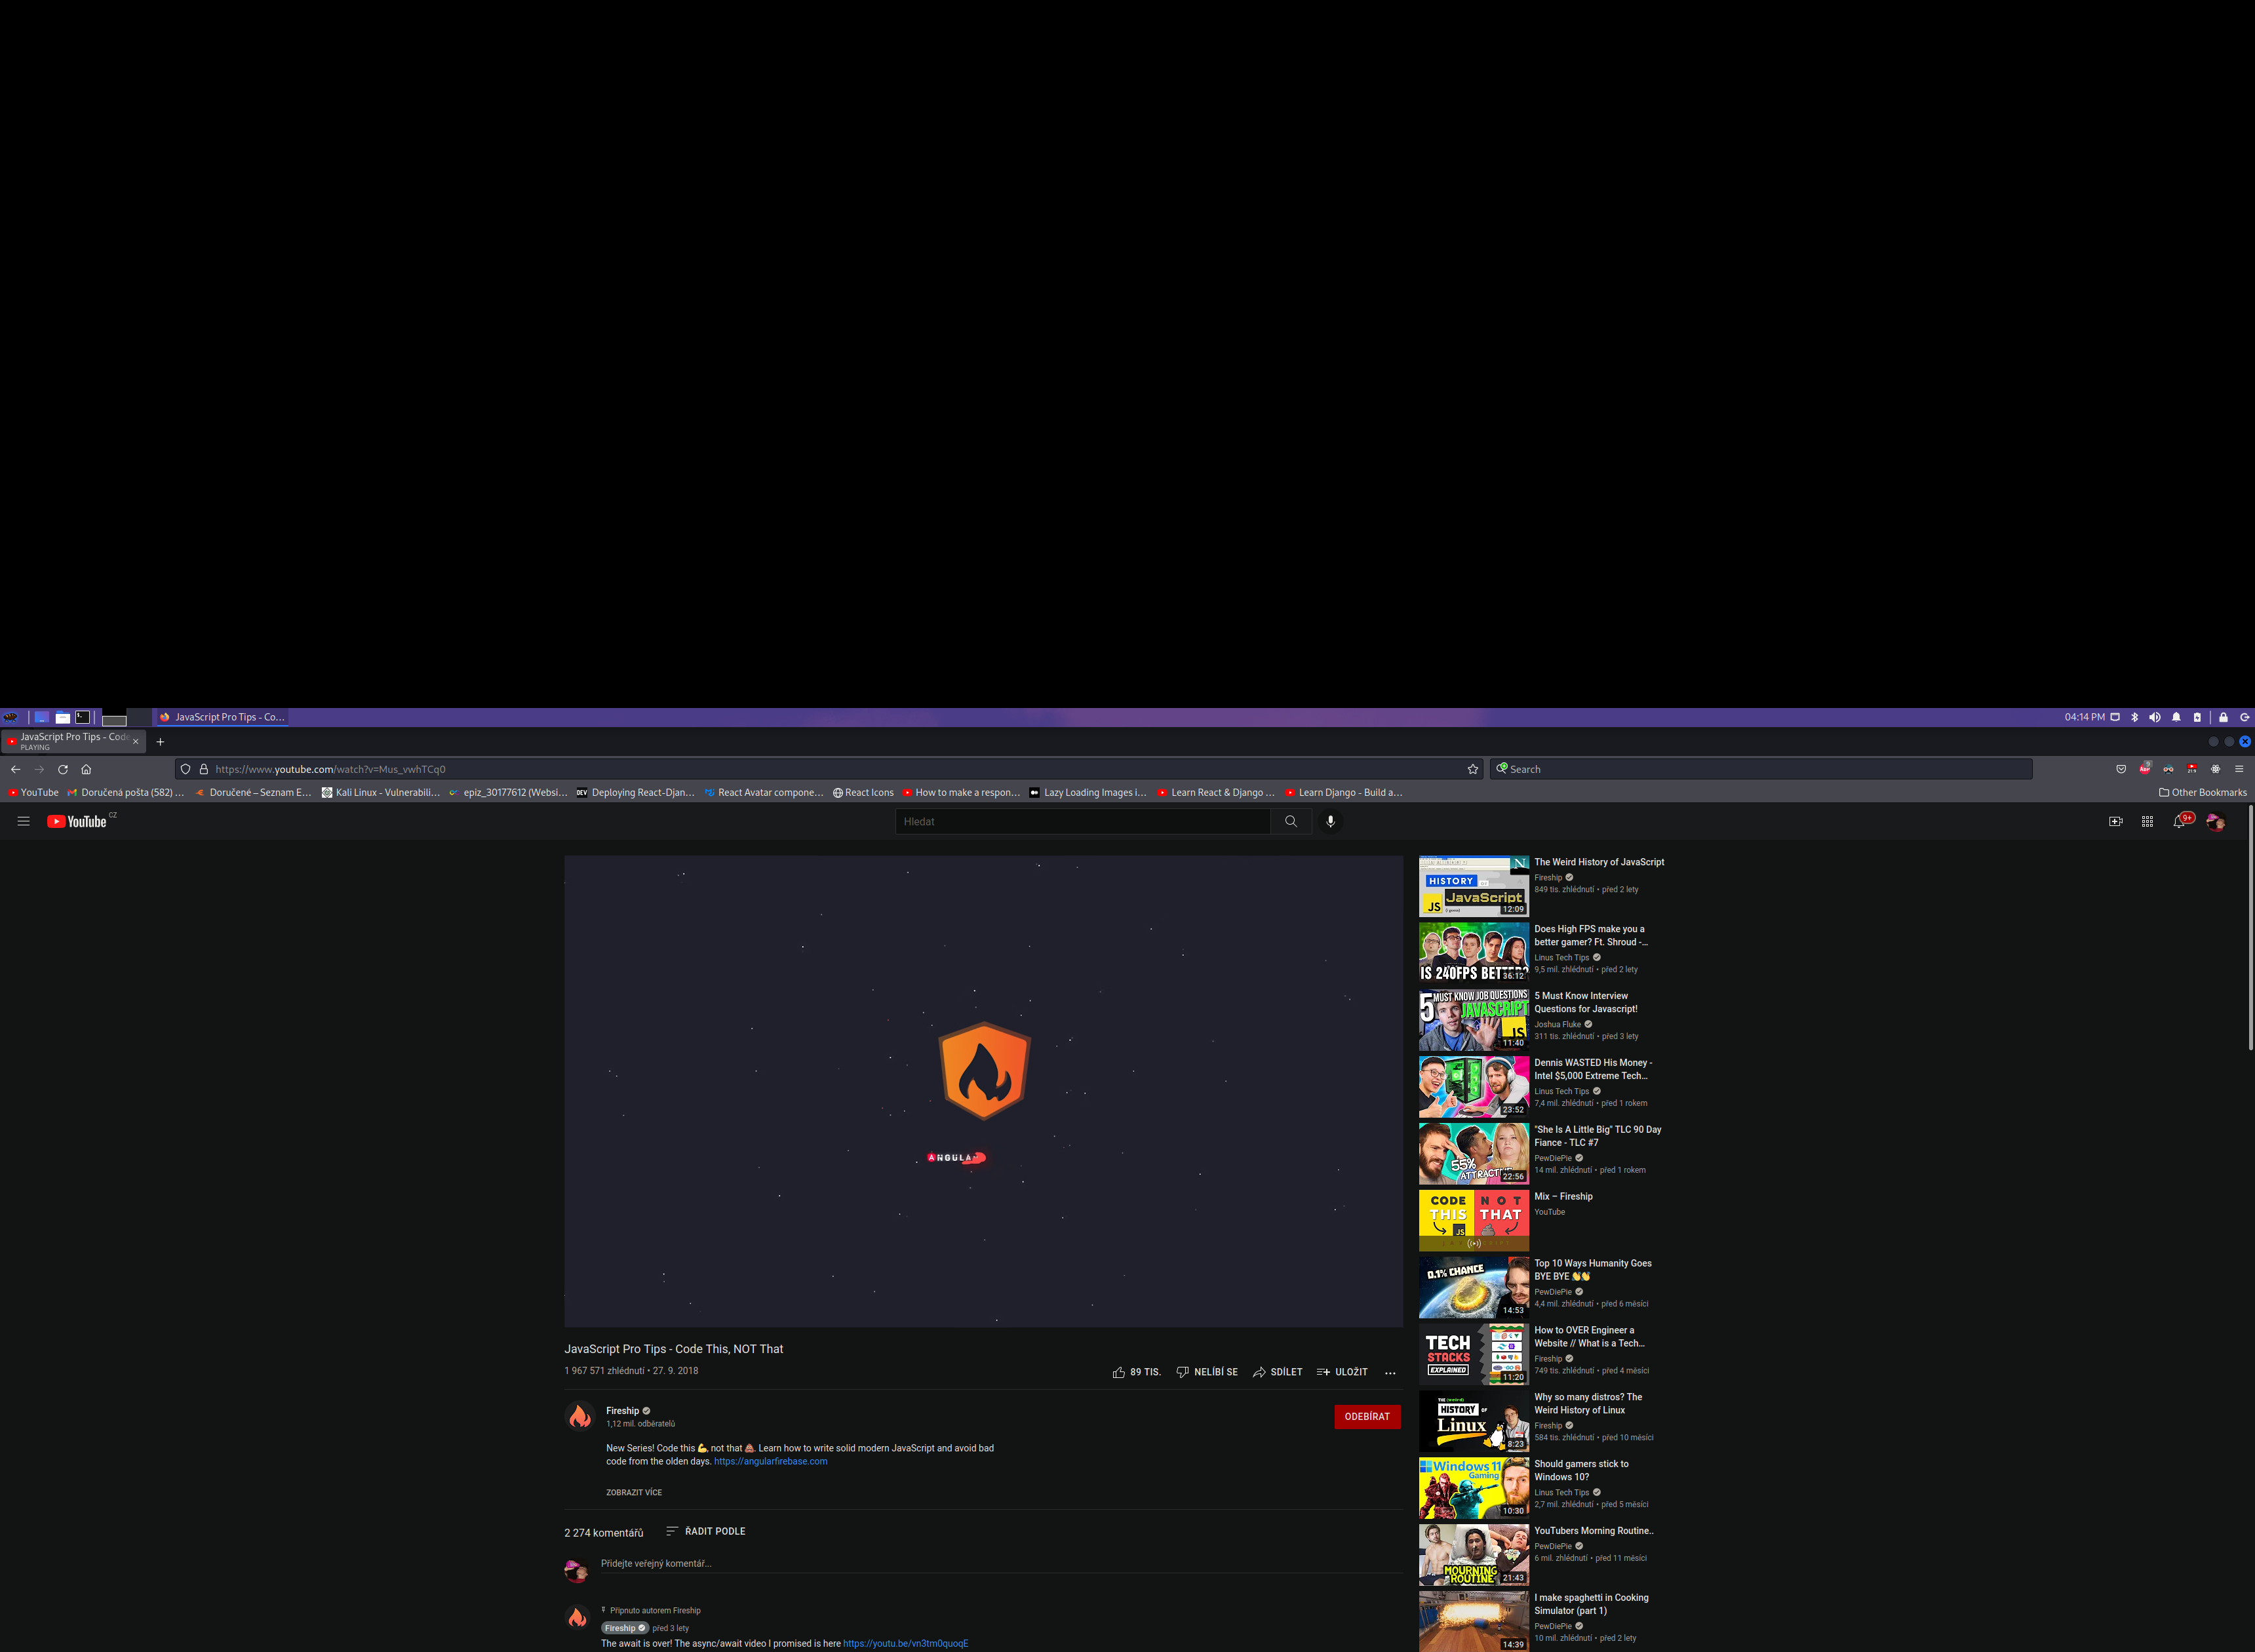 JavaScript Pro Tips - Co...
04:14 PM
JavaScript Pro Tips - Code
PLAYING
https://www.youtube.com/watch?v=Mus_vwhTCq0
Search
YouTube
Doručená pošta (582) ...
Doručené – Seznam E...
Kali Linux - Vulnerabili...
epiz_30177612 (Websi...
DEV
Deploying React-Djan...
React Avatar compone...
React Icons
How to make a respon...
Lazy Loading Images i...
Learn React & Django ...
Learn Django - Build a...
Other Bookmarks
YouTube CZ
Hledat
9+
ANGULA
JavaScript Pro Tips - Code This, NOT That
1 967 571 zhlédnutí • 27. 9. 2018
89 TIS.
NELÍBÍ SE
SDÍLET
ULOŽIT
Fireship
1,12 mil. odběratelů
ODEBÍRAT
New Series! Code this 💪, not that 💩. Learn how to write solid modern JavaScript and avoid bad
code from the olden days. https://angularfirebase.com
ZOBRAZIT VÍCE
2 274 komentářů
ŘADIT PODLE
Přidejte veřejný komentář...
Připnuto autorem Fireship
Fireship
před 3 lety
The await is over! The async/await video I promised is here https://youtu.be/vn3tm0quoqE
N
HISTORY
JS
JavaScript
12:09
The Weird History of JavaScript
Fireship
849 tis. zhlédnutí • před 2 lety
IS 240FPS BETTER?
36:12
Does High FPS make you a
better gamer? Ft. Shroud -...
Linus Tech Tips
9,5 mil. zhlédnutí • před 2 lety
5 MUST KNOW JOB QUESTIONS
JAVASCRIPT
JS
11:40
5 Must Know Interview
Questions for Javascript!
Joshua Fluke
311 tis. zhlédnutí • před 3 lety
23:52
Dennis WASTED His Money -
Intel $5,000 Extreme Tech...
Linus Tech Tips
7,4 mil. zhlédnutí • před 1 rokem
55%
ATTRACTIVE
22:56
"She Is A Little Big" TLC 90 Day
Fiance - TLC #7
PewDiePie
14 mil. zhlédnutí • před 1 rokem
CODE NOT
THIS THAT
JS
Mix – Fireship
YouTube
0.1% CHANCE
14:53
Top 10 Ways Humanity Goes
BYE BYE 👋👋
PewDiePie
4,4 mil. zhlédnutí • před 6 měsíci
TECH
STACKS
EXPLAINED
11:20
How to OVER Engineer a
Website // What is a Tech...
Fireship
749 tis. zhlédnutí • před 4 měsíci
THE (weird)
HISTORY OF
Linux
8:23
Why so many distros? The
Weird History of Linux
Fireship
584 tis. zhlédnutí • před 10 měsíci
Windows 11
Gaming
10:30
Should gamers stick to
Windows 10?
Linus Tech Tips
2,7 mil. zhlédnutí • před 5 měsíci
MOURNING
ROUTINE
21:43
YouTubers Morning Routine..
PewDiePie
6 mil. zhlédnutí • před 11 měsíci
14:39
I make spaghetti in Cooking
Simulator (part 1)
PewDiePie
10 mil. zhlédnutí • před 2 lety